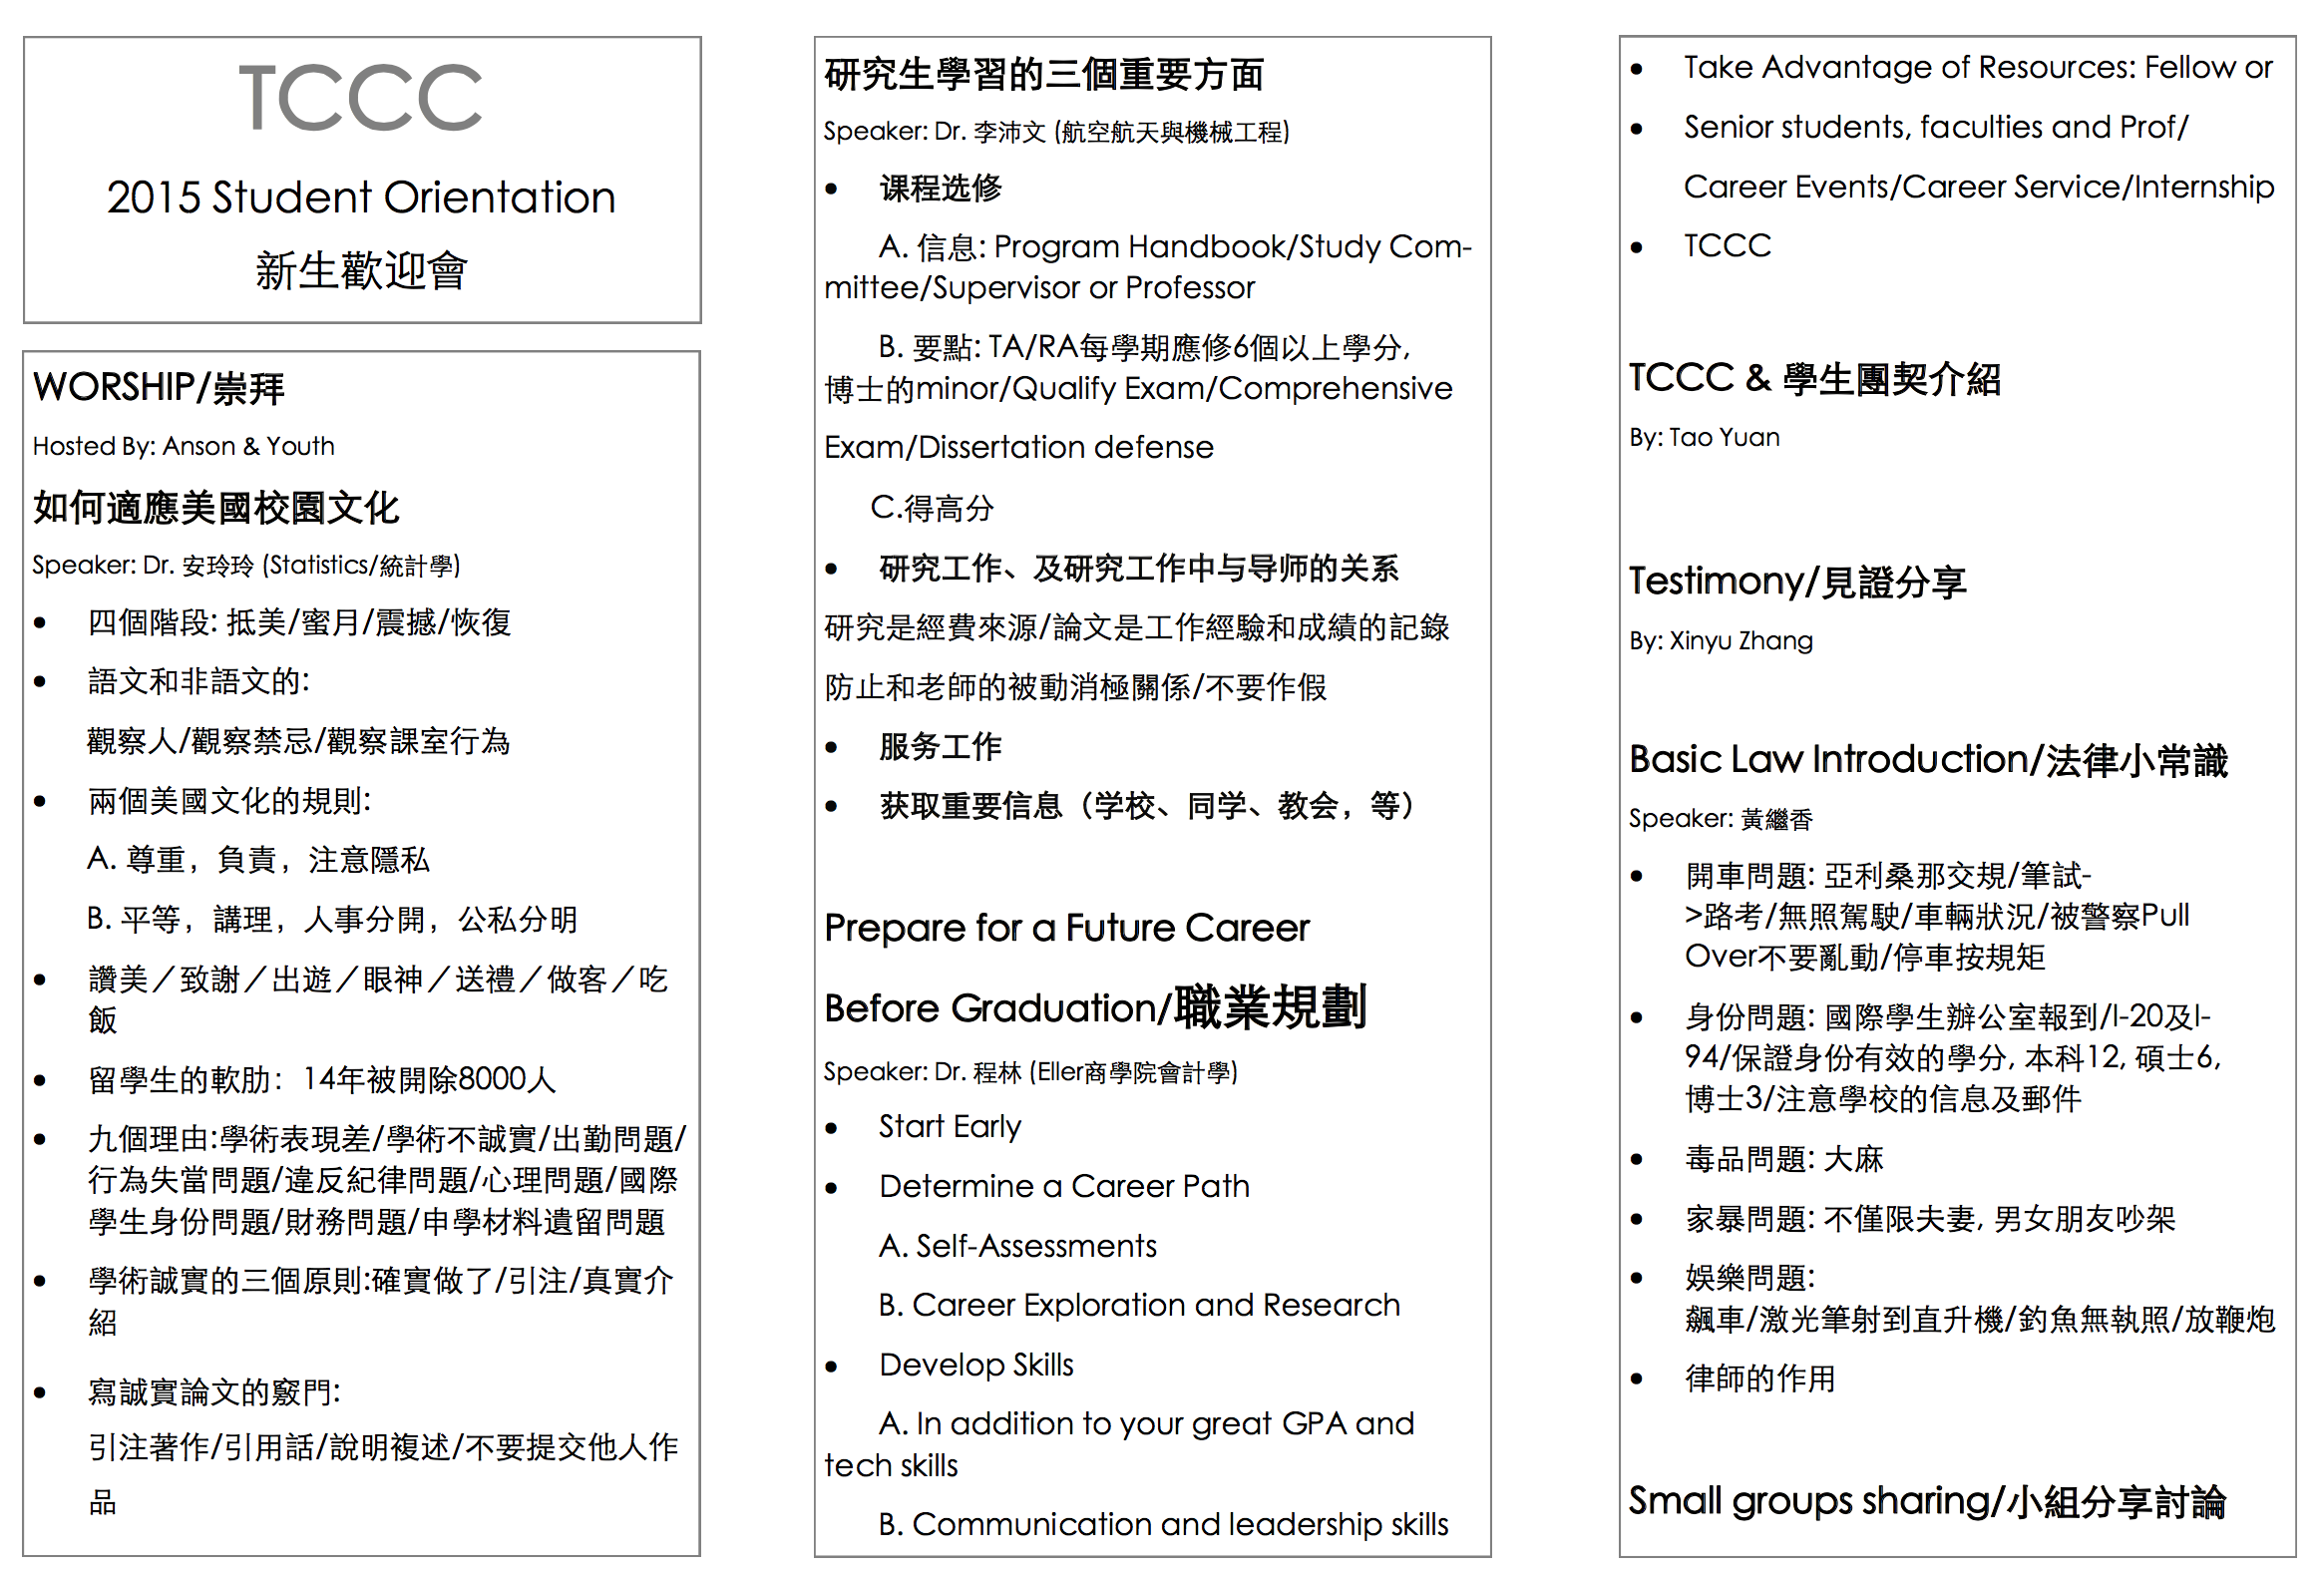 TCCC
2015 Student Orientation
新生歡迎會
WORSHIP/崇拜
Hosted By: Anson & Youth
如何適應美國校園文化
Speaker: Dr. 安玲玲 (Statistics/統計學)
• 四個階段: 抵美/蜜月/震撼/恢復
• 語文和非語文的:
觀察人/觀察禁忌/觀察課室行為
• 兩個美國文化的規則:
A. 尊重，負責，注意隱私
B. 平等，講理，人事分開，公私分明
• 讚美／致謝／出遊／眼神／送禮／做客／吃
飯
• 留學生的軟肋：14年被開除8000人
• 九個理由:學術表現差/學術不誠實/出勤問題/
行為失當問題/違反紀律問題/心理問題/國際
學生身份問題/財務問題/申學材料遺留問題
• 學術誠實的三個原則:確實做了/引注/真實介
紹
• 寫誠實論文的竅門:
引注著作/引用話/說明複述/不要提交他人作
品
研究生學習的三個重要方面
Speaker: Dr. 李沛文 (航空航天與機械工程)
• 课程选修
A. 信息: Program Handbook/Study Com-
mittee/Supervisor or Professor
B. 要點: TA/RA每學期應修6個以上學分,
博士的minor/Qualify Exam/Comprehensive
Exam/Dissertation defense
C.得高分
• 研究工作、及研究工作中与导师的关系
研究是經費來源/論文是工作經驗和成績的記錄
防止和老師的被動消極關係/不要作假
• 服务工作
• 获取重要信息（学校、同学、教会，等）
Prepare for a Future Career
Before Graduation/職業規劃
Speaker: Dr. 程林 (Eller商學院會計學)
• Start Early
• Determine a Career Path
A. Self-Assessments
B. Career Exploration and Research
• Develop Skills
A. In addition to your great GPA and
tech skills
B. Communication and leadership skills
• Take Advantage of Resources: Fellow or
• Senior students, faculties and Prof/
Career Events/Career Service/Internship
• TCCC
TCCC & 學生團契介紹
By: Tao Yuan
Testimony/見證分享
By: Xinyu Zhang
Basic Law Introduction/法律小常識
Speaker: 黃繼香
• 開車問題: 亞利桑那交規/筆試-
>路考/無照駕駛/車輛狀況/被警察Pull
Over不要亂動/停車按規矩
• 身份問題: 國際學生辦公室報到/I-20及I-
94/保證身份有效的學分, 本科12, 碩士6,
博士3/注意學校的信息及郵件
• 毒品問題: 大麻
• 家暴問題: 不僅限夫妻, 男女朋友吵架
• 娛樂問題:
飆車/激光筆射到直升機/釣魚無執照/放鞭炮
• 律師的作用
Small groups sharing/小組分享討論